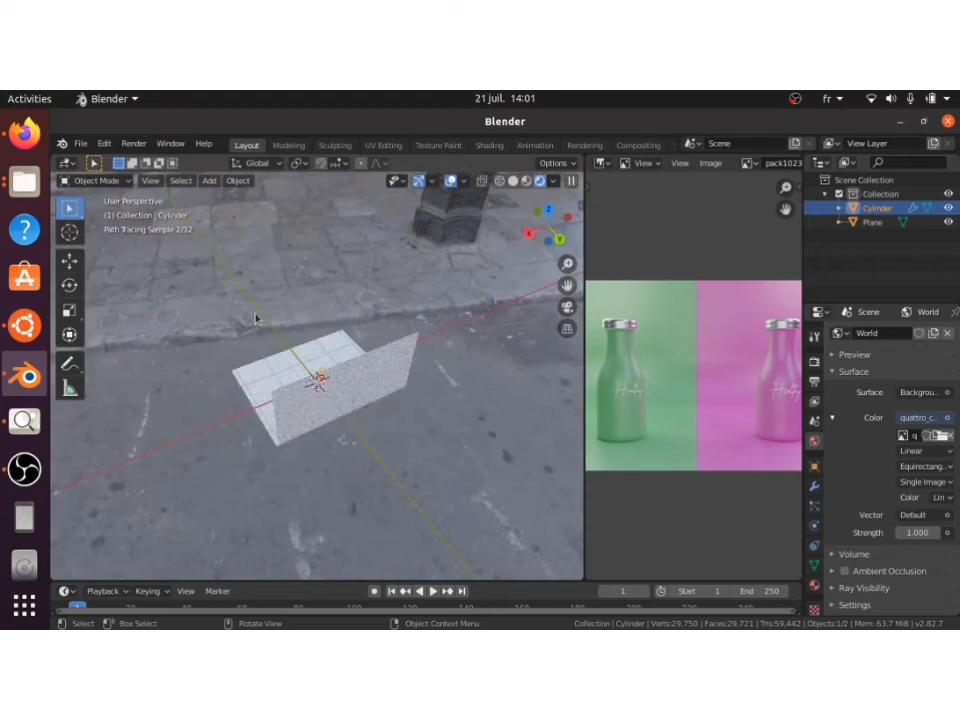 Activities Blender 21 juil. 14:01 fr
Blender
File Edit Render Window Help Layout Modeling Sculpting UV Editing Texture Paint Shading Animation Rendering Compositing Scene View Layer
Global Options View View Image pack1023
Object Mode View Select Add Object
User Perspective
(1) Collection | Cylinder
Path Tracing Sample 2/32
X
Y
Z
Scene Collection
Collection
Cylinder
Plane
Scene World
World
Preview
Surface
Surface Backgrou..
Color quattro_c..
q
Linear
Equirectang..
Single Image
Color Lin
Vector Default
Strength 1.000
Volume
Ambient Occlusion
Ray Visibility
Settings
Playback Keying View Marker 1 Start 1 End 250
1
Select Box Select Rotate View Object Context Menu Collection | Cylinder | Verts:29,750 | Faces:29,721 | Tris:59,442 | Objects:1/2 | Mem: 63.7 MiB | v2.82.7